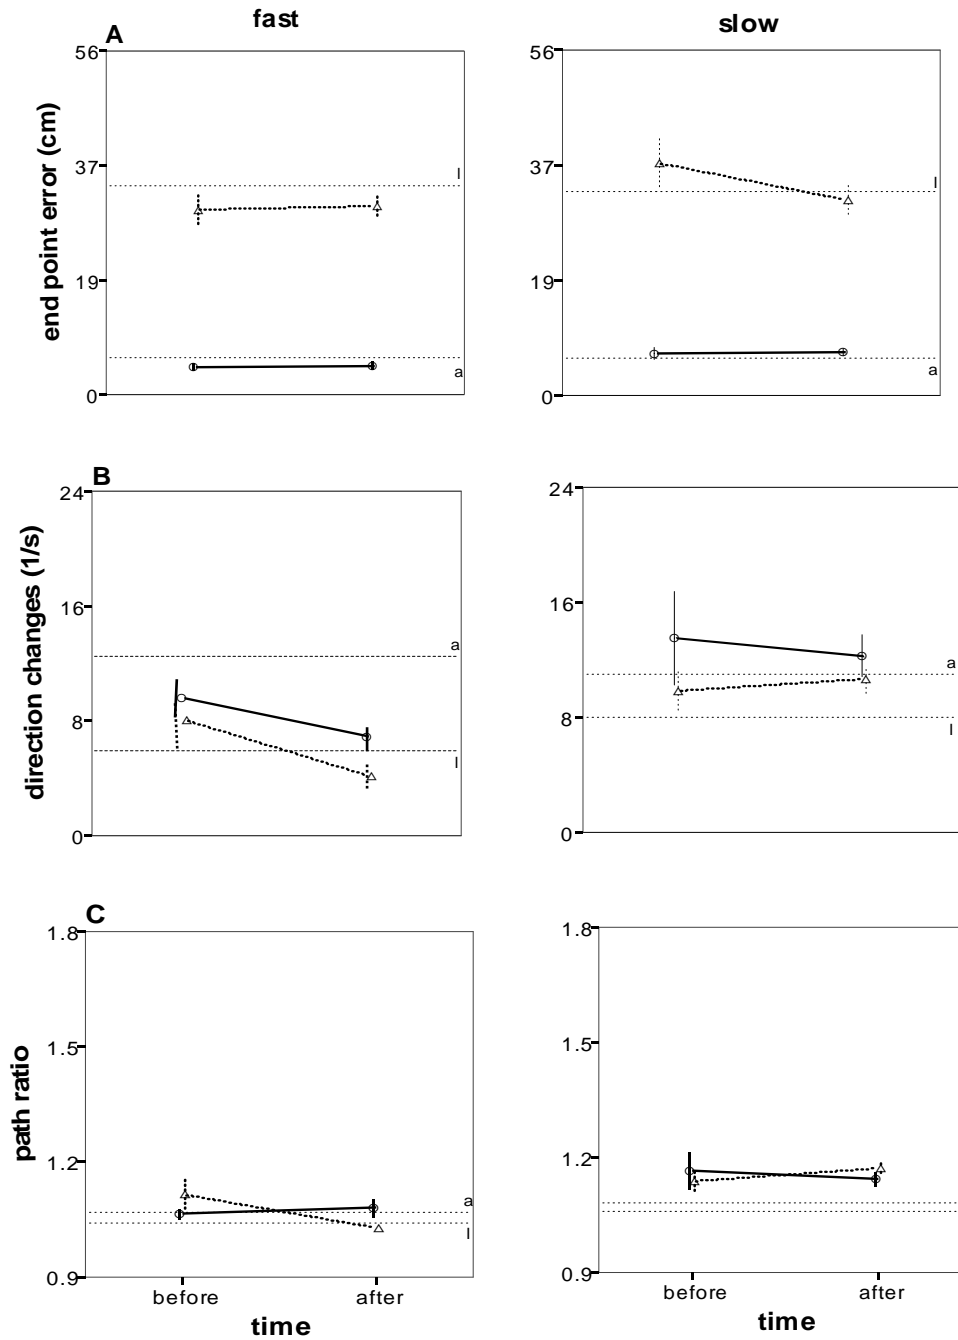 fast
slow
A
56
37
19
0
end point error (cm)
l
a
56
37
19
0
l
a
B
24
16
8
0
direction changes (1/s)
a
l
24
16
8
0
a
l
C
1.8
1.5
1.2
0.9
path ratio
a
l
before after
time
1.8
1.5
1.2
0.9
before after
time